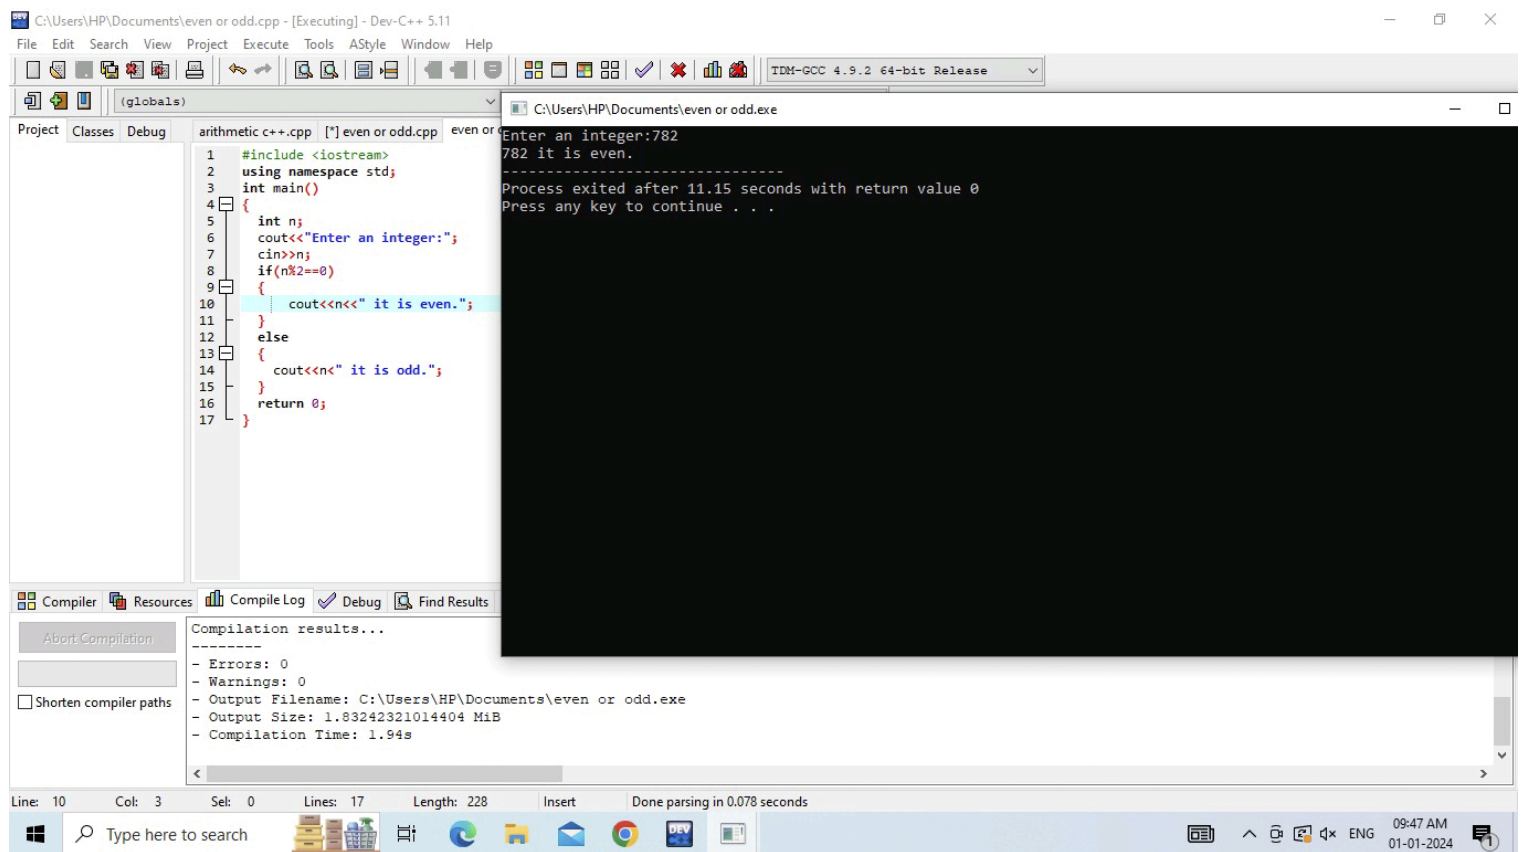 C:\Users\HP\Documents\even or odd.cpp - [Executing] - Dev-C++ 5.11
File Edit Search View Project Execute Tools AStyle Window Help
TDM-GCC 4.9.2 64-bit Release
(globals)
Project Classes Debug
arithmetic c++.cpp [*] even or odd.cpp even or
1 #include <iostream>
2 using namespace std;
3 int main()
4 {
5 int n;
6 cout<<"Enter an integer:";
7 cin>>n;
8 if(n%2==0)
9 {
10 cout<<n<<" it is even.";
11 }
12 else
13 {
14 cout<<n<" it is odd.";
15 }
16 return 0;
17 }
C:\Users\HP\Documents\even or odd.exe
Enter an integer:782
782 it is even.
--------------------------------
Process exited after 11.15 seconds with return value 0
Press any key to continue . . .
Compiler Resources Compile Log Debug Find Results
Abort Compilation
Shorten compiler paths
Compilation results...
--------
- Errors: 0
- Warnings: 0
- Output Filename: C:\Users\HP\Documents\even or odd.exe
- Output Size: 1.83242321014404 MiB
- Compilation Time: 1.94s
Line: 10 Col: 3 Sel: 0 Lines: 17 Length: 228 Insert Done parsing in 0.078 seconds
Type here to search
DEV
ENG
09:47 AM
01-01-2024
1